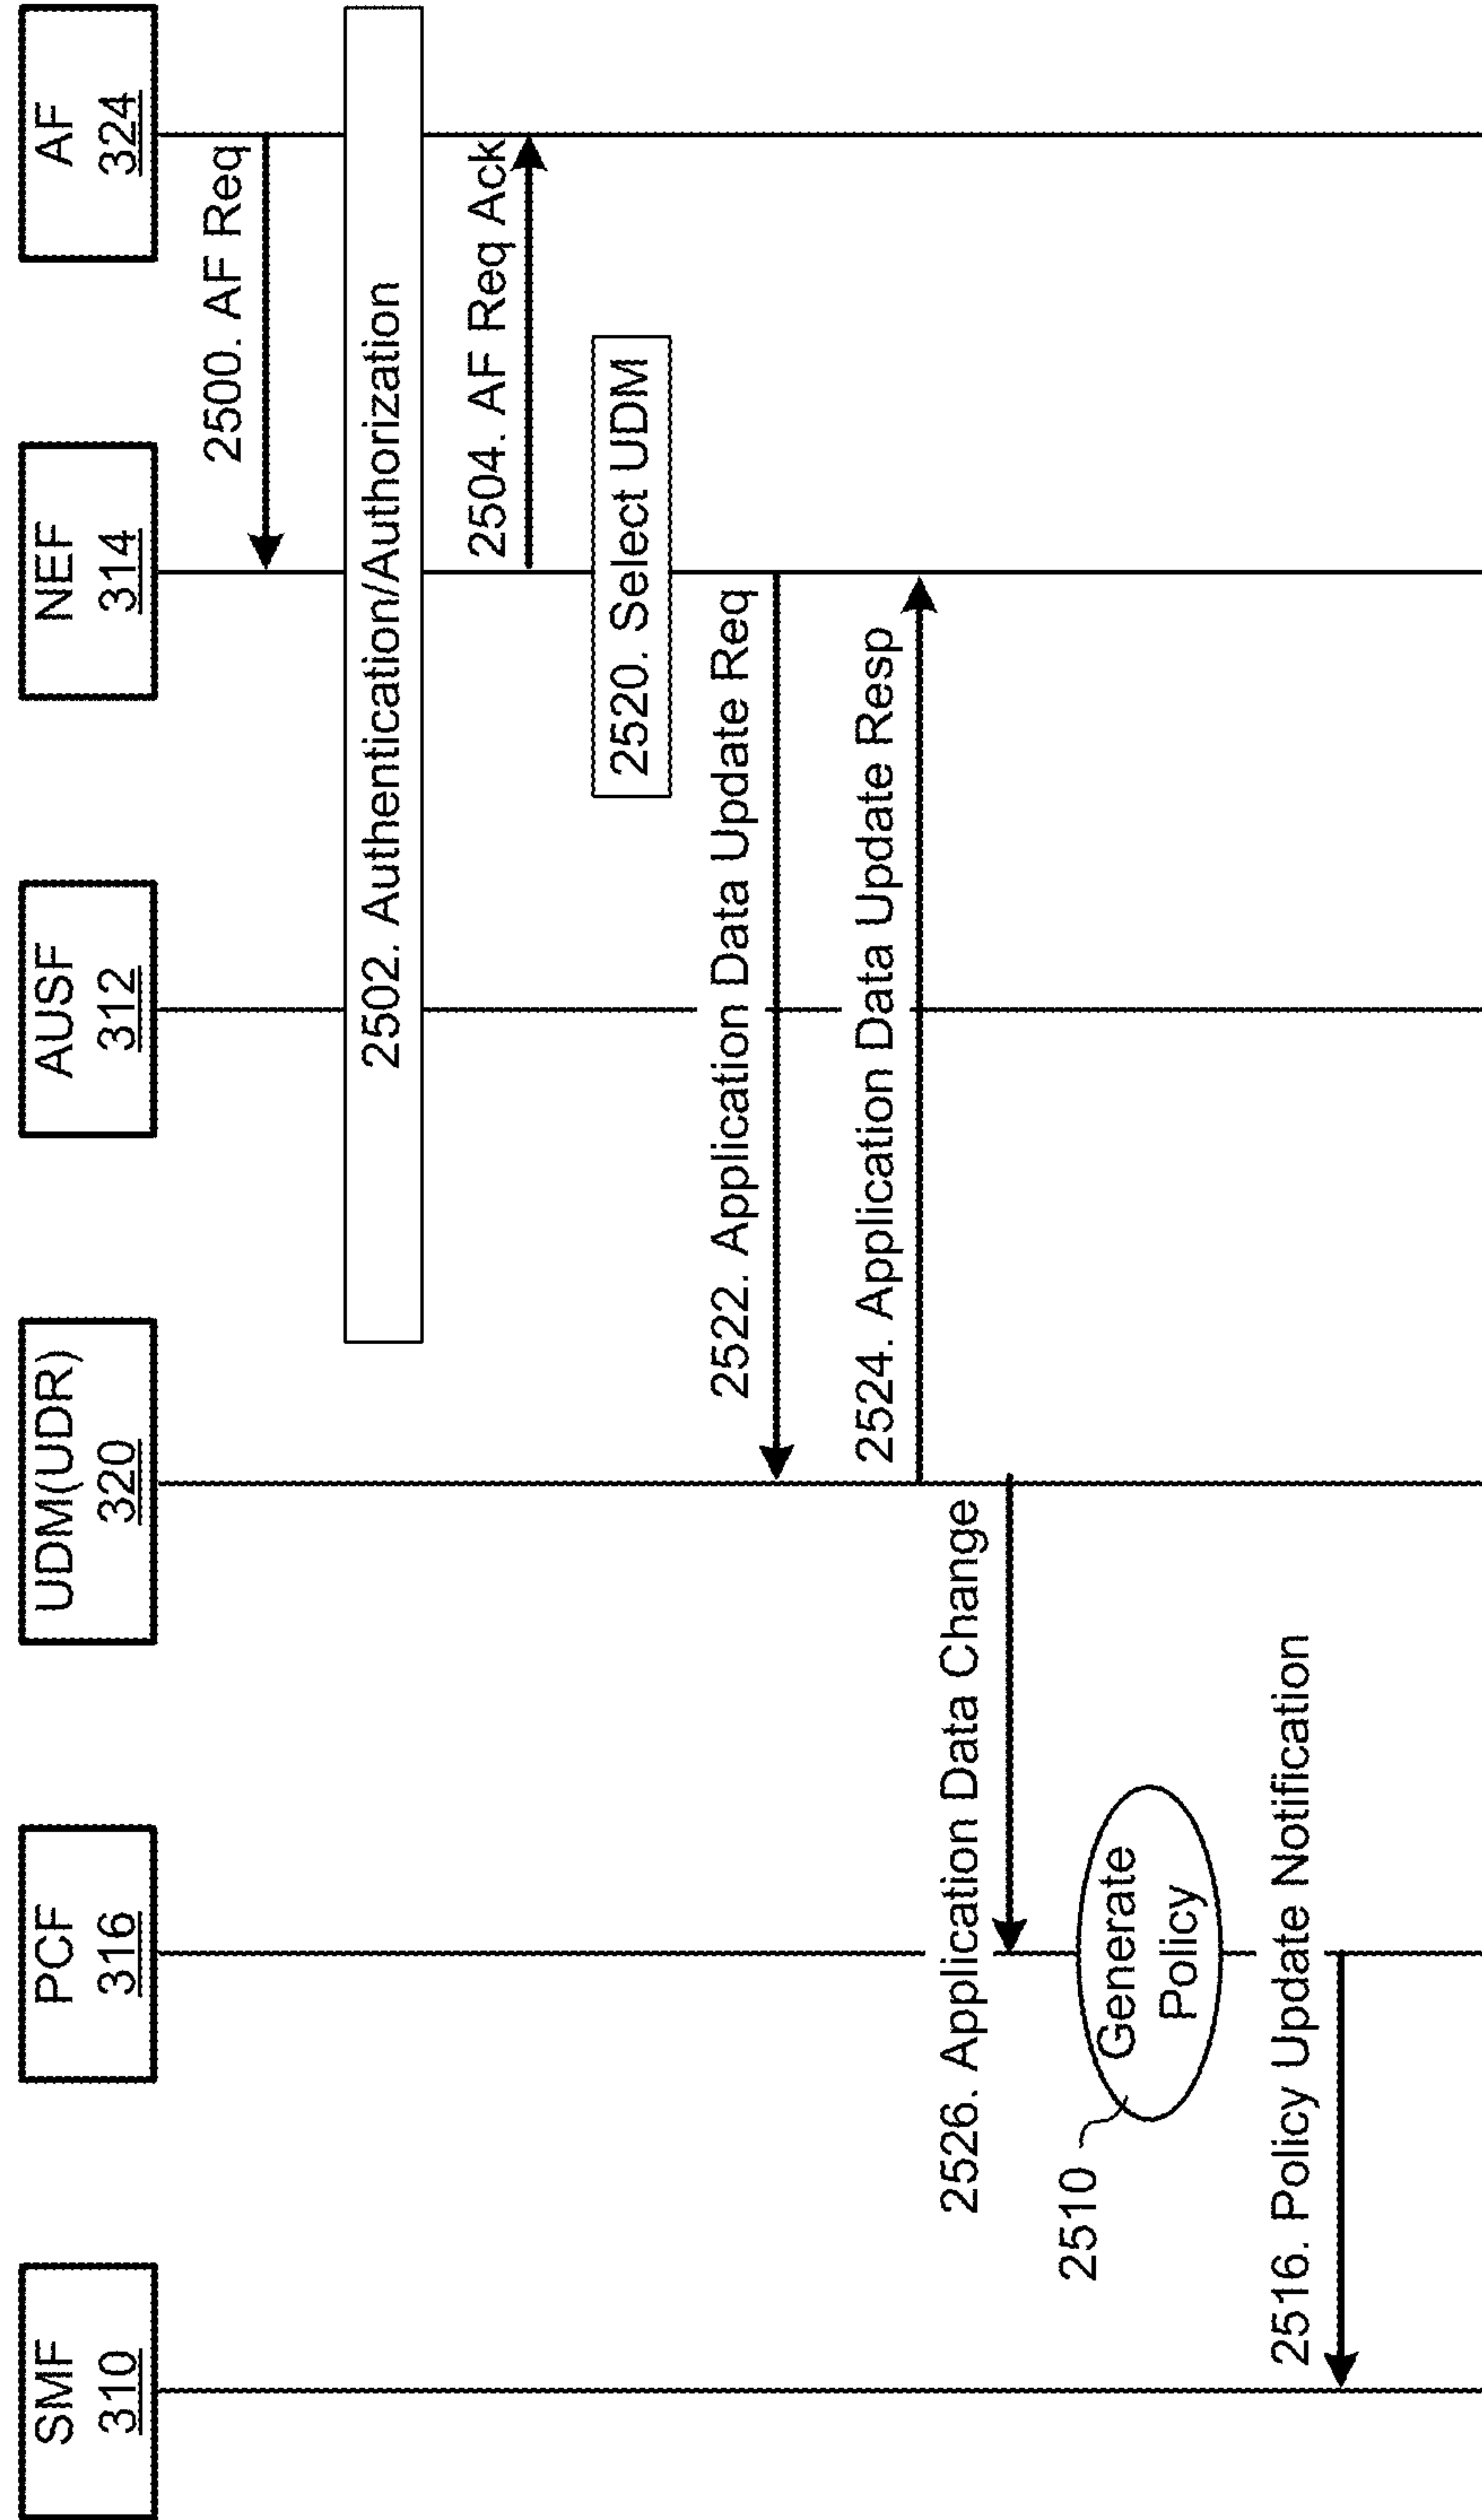 SMF
310
PCF
316
UDM(UDR)
320
AUSF
312
NEF
314
AF
324
2500. AF Req
2502. Authentication/Authorization
2504. AF Req Ack
2520. Select UDM
2522. Application Data Update Req
2524. Application Data Update Resp
2526. Application Data Change
2510
Generate
Policy
2516. Policy Update Notification